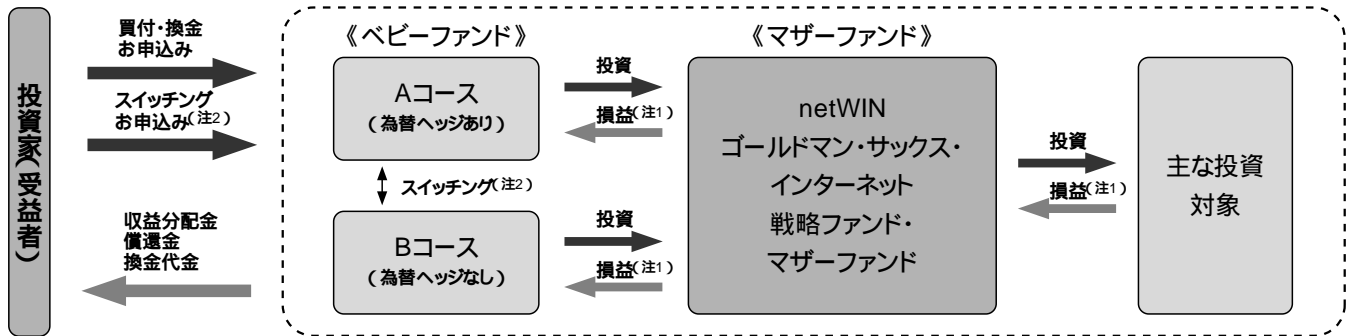 投資家(受益者)
買付・換金
お申込み
スイッチング
お申込み(注2)
収益分配金
償還金
換金代金
《ベビーファンド》
Aコース
(為替ヘッジあり)
スイッチング(注2)
Bコース
(為替ヘッジなし)
投資
損益(注1)
投資
損益(注1)
《マザーファンド》
netWIN
ゴールドマン・サックス・
インターネット
戦略ファンド・
マザーファンド
投資
損益(注1)
主な投資
対象